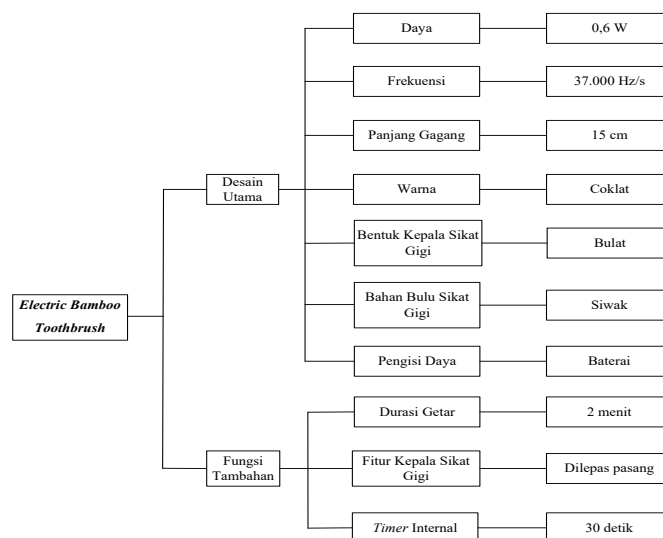 Daya
0,6 W
Frekuensi
37.000 Hz/s
Panjang Gagang
15 cm
Desain
Utama
Warna
Coklat
Bentuk Kepala Sikat
Gigi
Bulat
Electric Bamboo
Toothbrush
Bahan Bulu Sikat
Gigi
Siwak
Pengisi Daya
Baterai
Durasi Getar
2 menit
Fungsi
Tambahan
Fitur Kepala Sikat
Gigi
Dilepas pasang
Timer Internal
30 detik